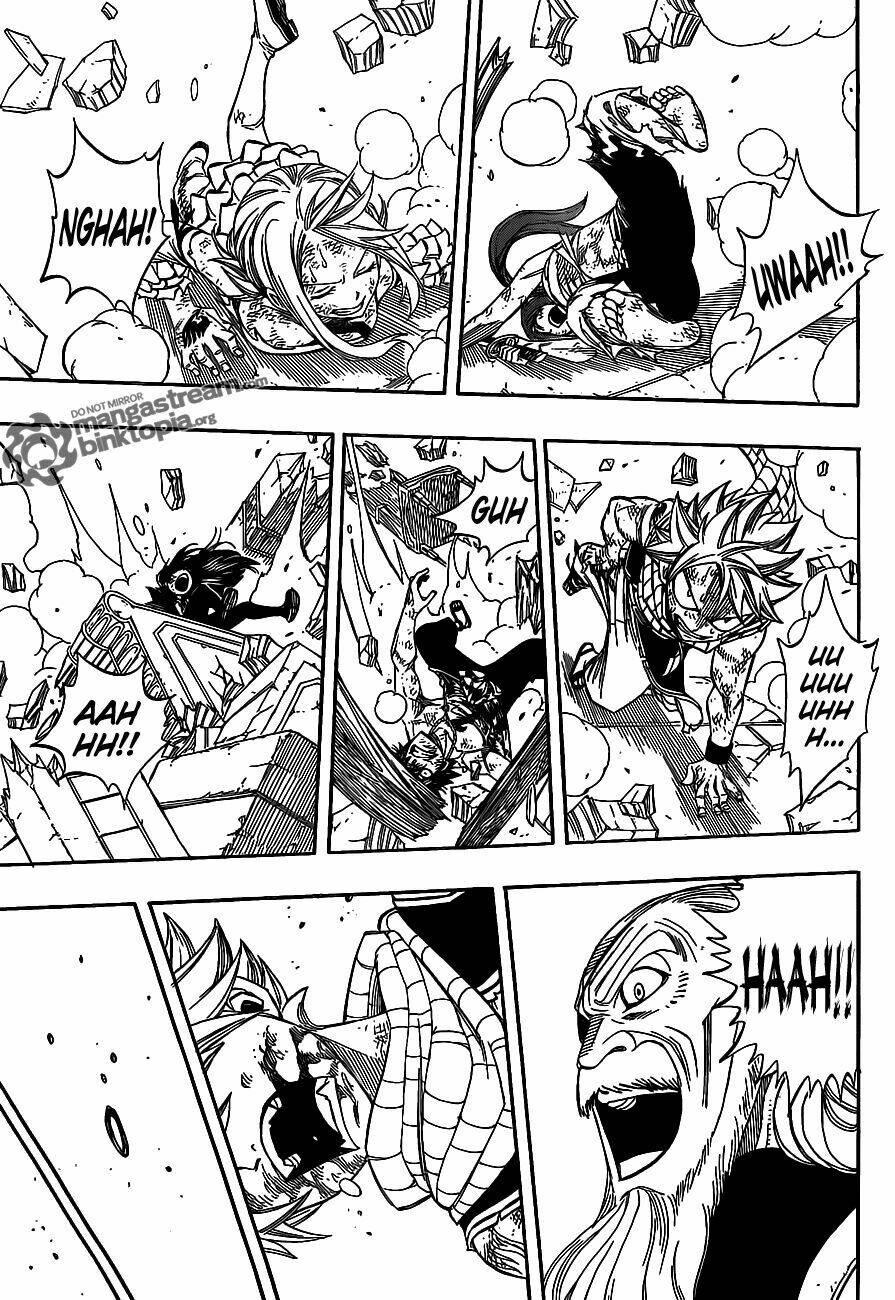 UWAAH!!
NGHAH!
DO NOT MIRROR
mangastream.com
binktopia.org
UU
UUU
UHH
H...
GUH
AAH
HH!!
HAAH!!